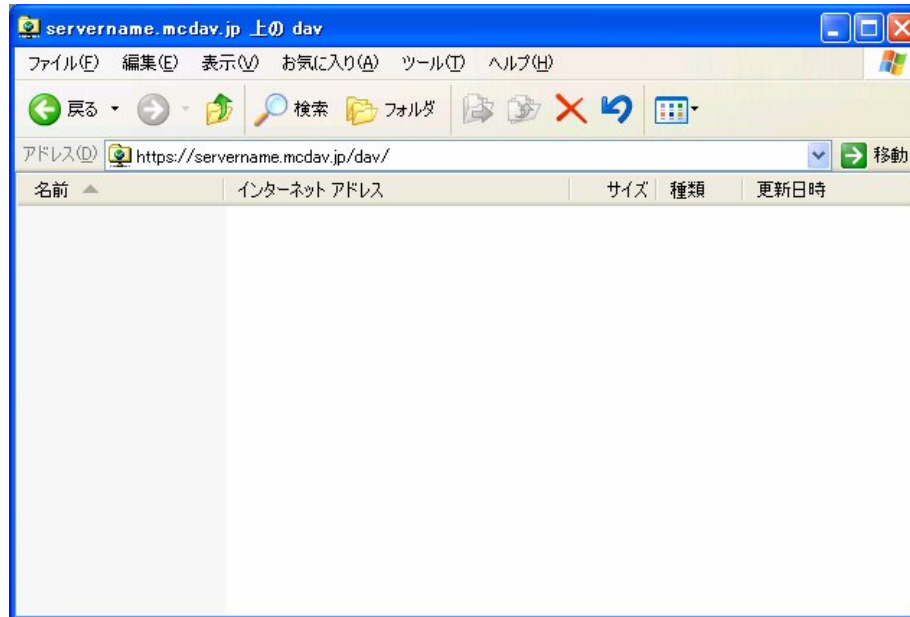 servername.mcdav.jp 上の dav
ファイル(F) 編集(E) 表示(V) お気に入り(A) ツール(T) ヘルプ(H)
戻る 検索 フォルダ
アドレス(D) https://servername.mcdav.jp/dav/ 移動
名前 インターネット アドレス サイズ 種類 更新日時